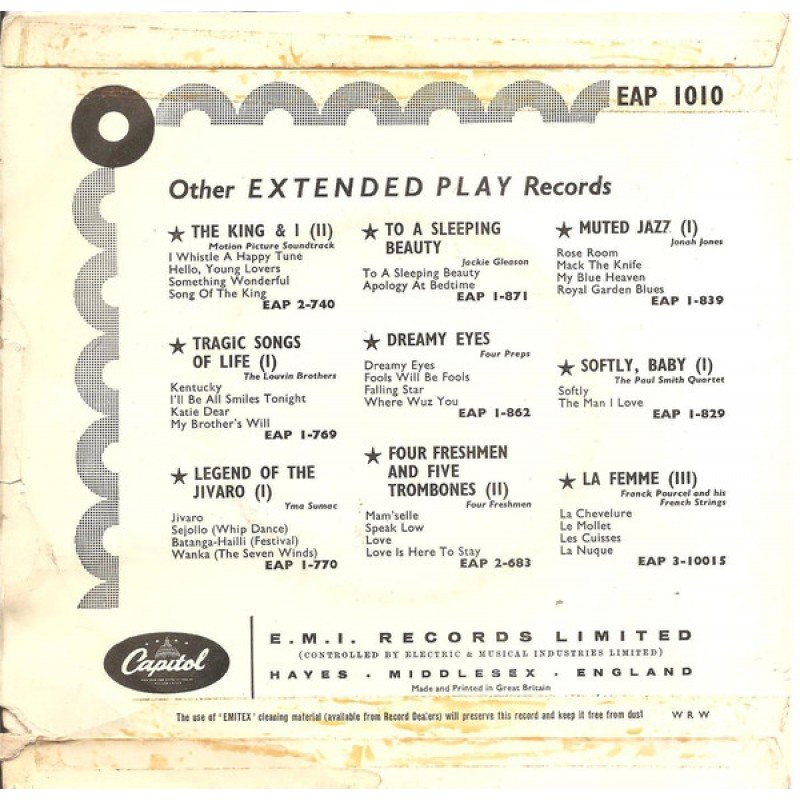 EAP 1010
Other EXTENDED PLAY Records
★ THE KING & I (II)
Motion Picture Soundtrack
I Whistle A Happy Tune
Hello, Young Lovers
Something Wonderful
Song Of The King
EAP 2-740
★ TRAGIC SONGS
OF LIFE (I)
The Louvin Brothers
Kentucky
I'll Be All Smiles Tonight
Katie Dear
My Brother's Will
EAP 1-769
★ LEGEND OF THE
JIVARO (I)
Yma Sumac
Jivaro
Sejollo (Whip Dance)
Batanga-Hailli (Festival)
Wanka (The Seven Winds)
EAP 1-770
★ TO A SLEEPING
BEAUTY
Jackie Gleason
To A Sleeping Beauty
Apology At Bedtime
EAP 1-871
★ DREAMY EYES
Four Preps
Dreamy Eyes
Fools Will Be Fools
Falling Star
Where Wuz You
EAP 1-862
★ FOUR FRESHMEN
AND FIVE
TROMBONES (II)
Four Freshmen
Mam'selle
Speak Low
Love
Love Is Here To Stay
EAP 2-683
★ MUTED JAZZ (I)
Jonah Jones
Rose Room
Mack The Knife
My Blue Heaven
Royal Garden Blues
EAP 1-839
★ SOFTLY, BABY (I)
The Paul Smith Quartet
Softly
The Man I Love
EAP 1-829
★ LA FEMME (III)
Franck Pourcel and his
French Strings
La Chevelure
Le Mollet
Les Cuisses
La Nuque
EAP 3-10015
Capitol
E.M.I. RECORDS LIMITED
(CONTROLLED BY ELECTRIC & MUSICAL INDUSTRIES LIMITED)
HAYES . MIDDLESEX . ENGLAND
Made and Printed in Great Britain
The use of 'EMITEX' cleaning material (available from Record Dealers) will preserve this record and keep it free from dust
W R W